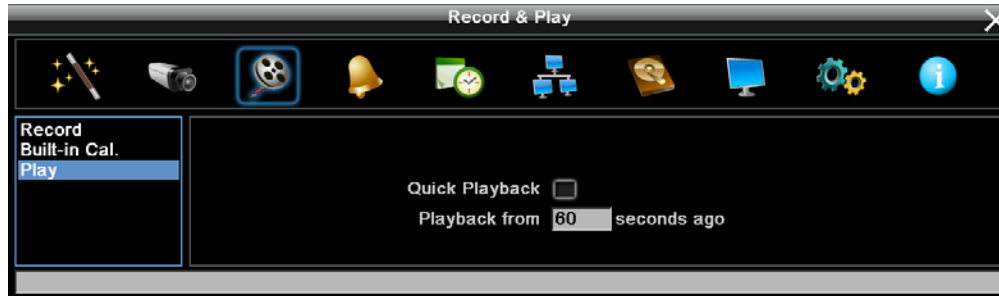 Record & Play
Record
Built-in Cal.
Play
Quick Playback
Playback from 60 seconds ago